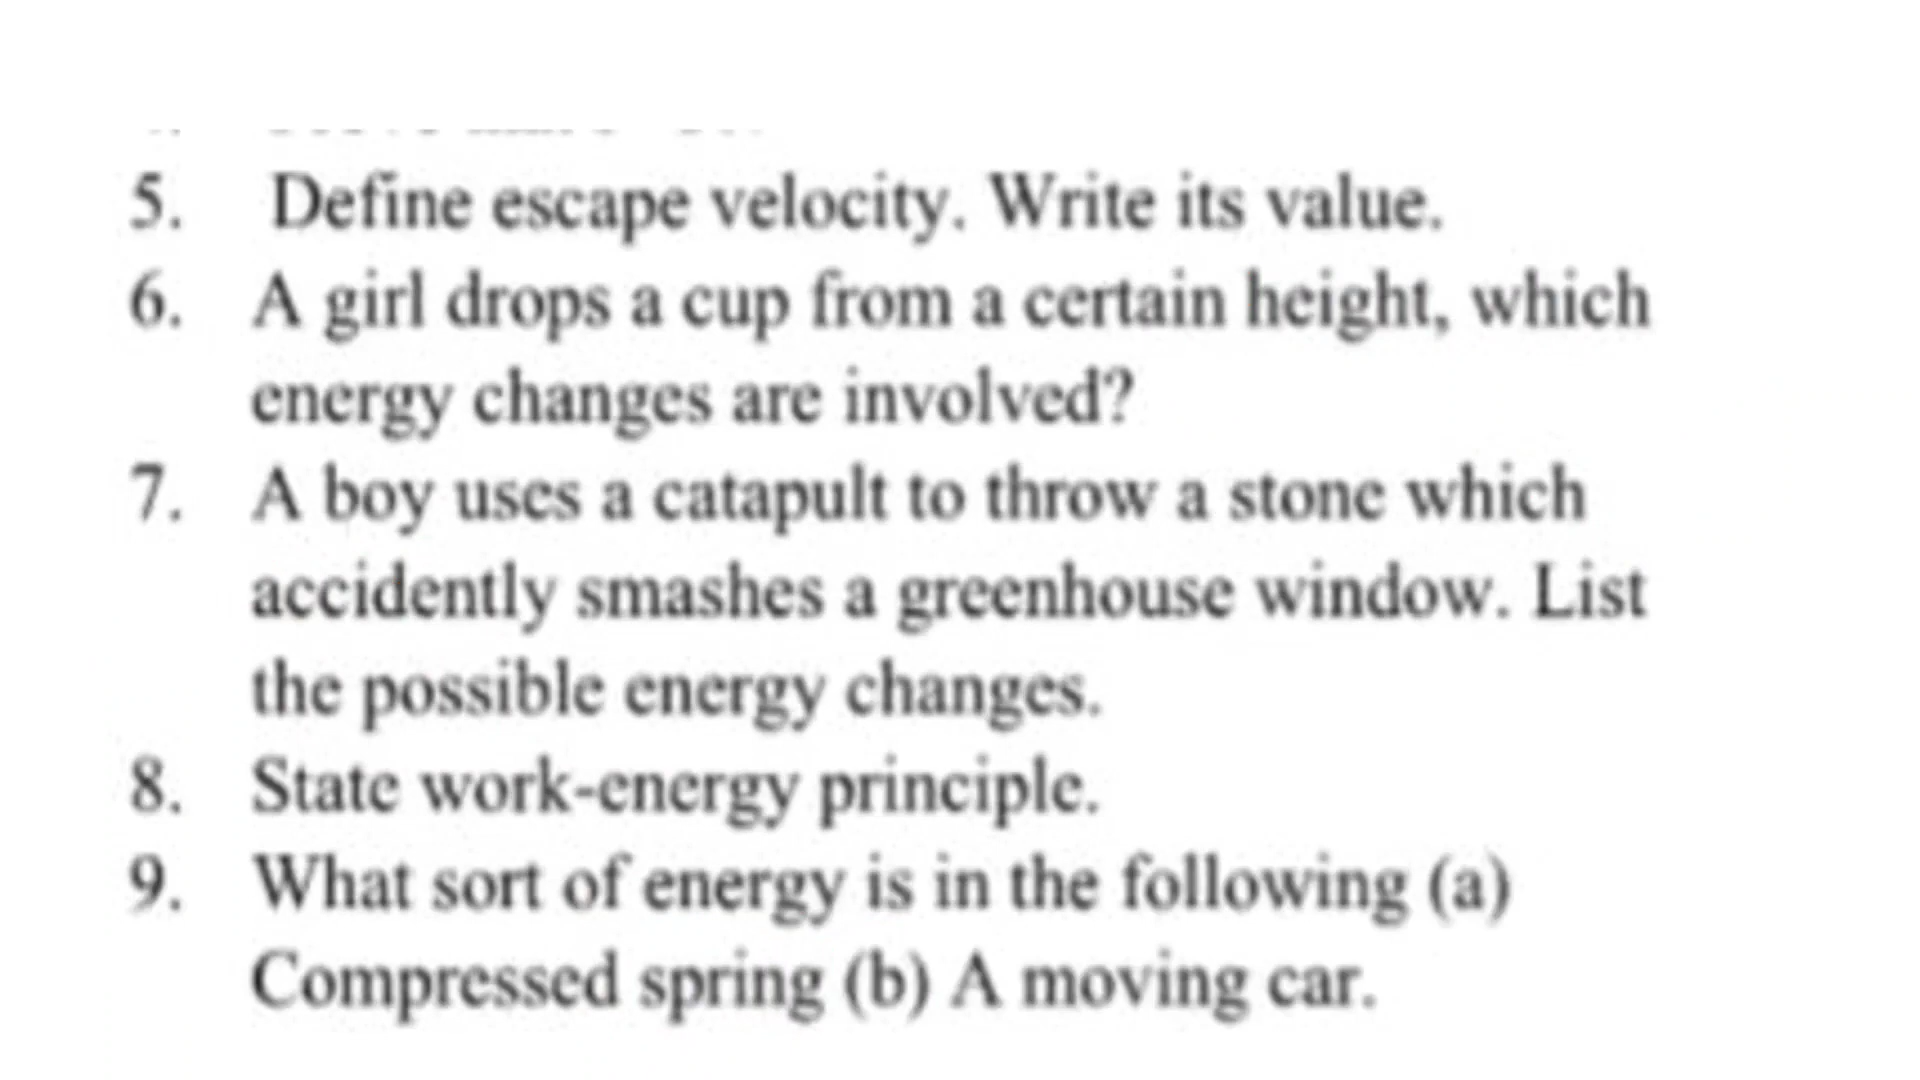 5. Define escape velocity. Write its value.
6. A girl drops a cup from a certain height, which
energy changes are involved?
7. A boy uses a catapult to throw a stone which
accidently smashes a greenhouse window. List
the possible energy changes.
8. State work-energy principle.
9. What sort of energy is in the following (a)
Compressed spring (b) A moving car.